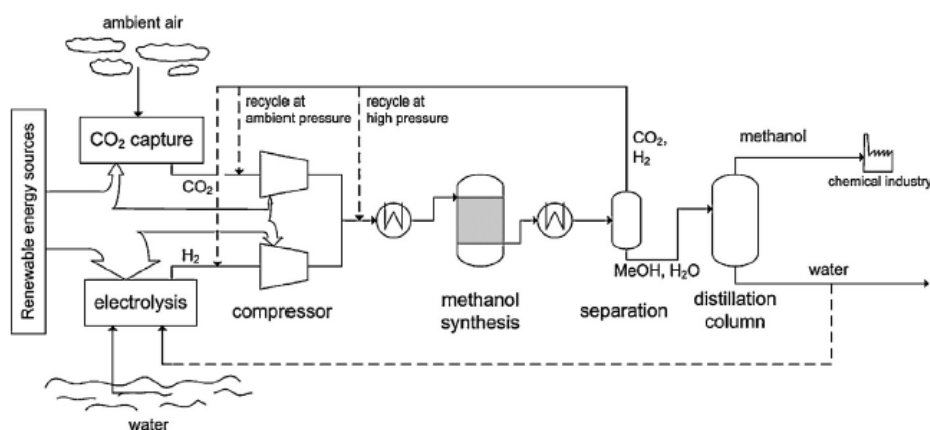 ambient air
Renewable energy sources
CO₂ capture
CO₂
recycle at
ambient pressure
recycle at
high pressure
CO₂,
H₂
methanol
chemical industry
H₂
electrolysis
compressor
methanol
synthesis
separation
MeOH, H₂O
distillation
column
water
water